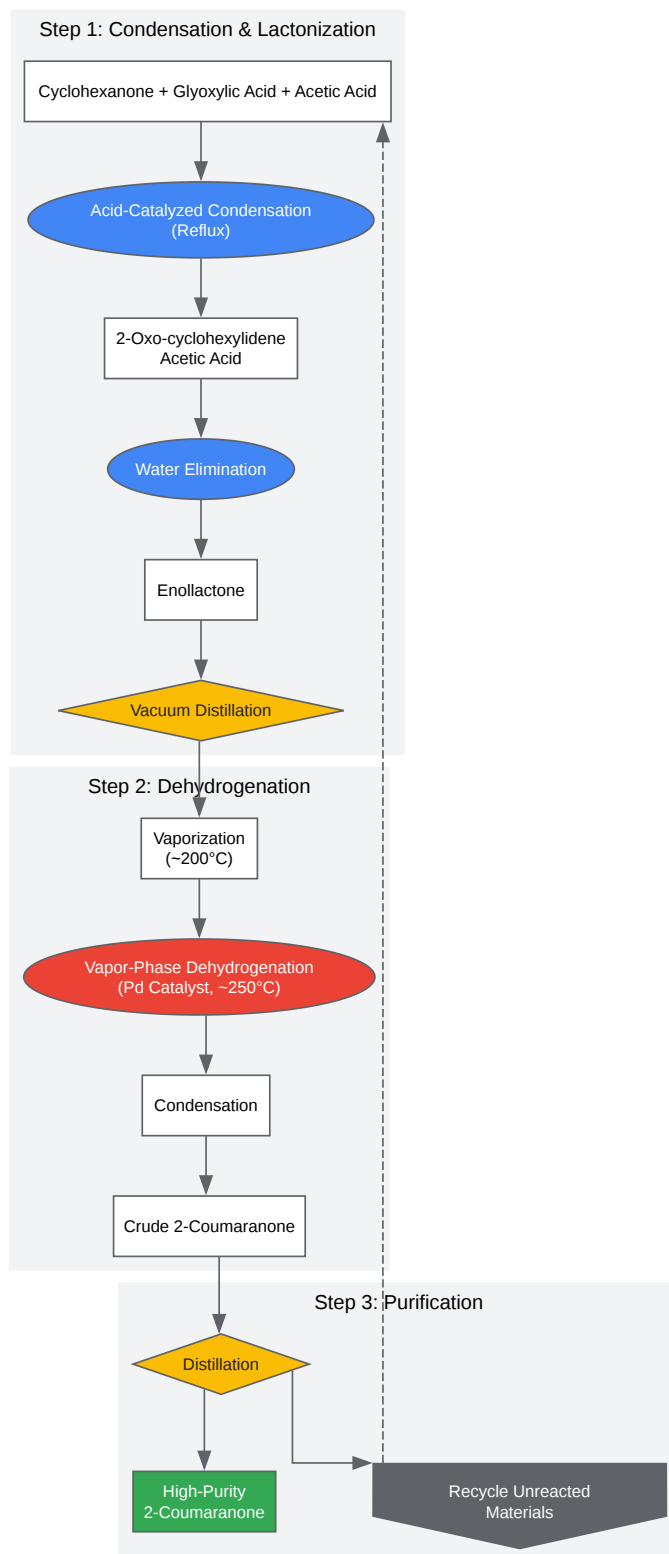 Step 1: Condensation & Lactonization
Cyclohexanone + Glyoxylic Acid + Acetic Acid
Acid-Catalyzed Condensation
(Reflux)
2-Oxo-cyclohexylidene
Acetic Acid
Water Elimination
Enollactone
Vacuum Distillation
Step 2: Dehydrogenation
Vaporization
(~200°C)
Vapor-Phase Dehydrogenation
(Pd Catalyst, ~250°C)
Condensation
Crude 2-Coumaranone
Step 3: Purification
Distillation
High-Purity
2-Coumaranone
Recycle Unreacted
Materials